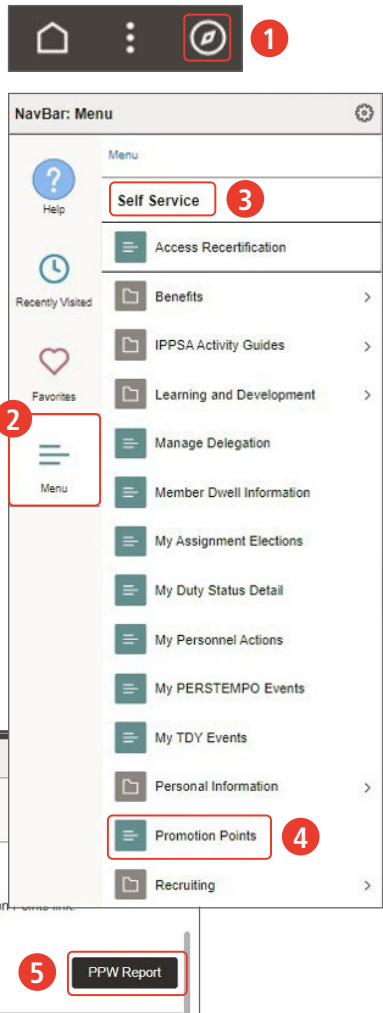 1
NavBar: Menu
Menu
Help
3
Self Service
Access Recertification
Recently Visited
Benefits
IPPSA Activity Guides
Favorites
Learning and Development
2
Manage Delegation
Menu
Member Dwell Information
My Assignment Elections
My Duty Status Detail
My Personnel Actions
My PERSTEMPO Events
My TDY Events
Personal Information
Promotion Points
4
Recruiting
5
PPW Report